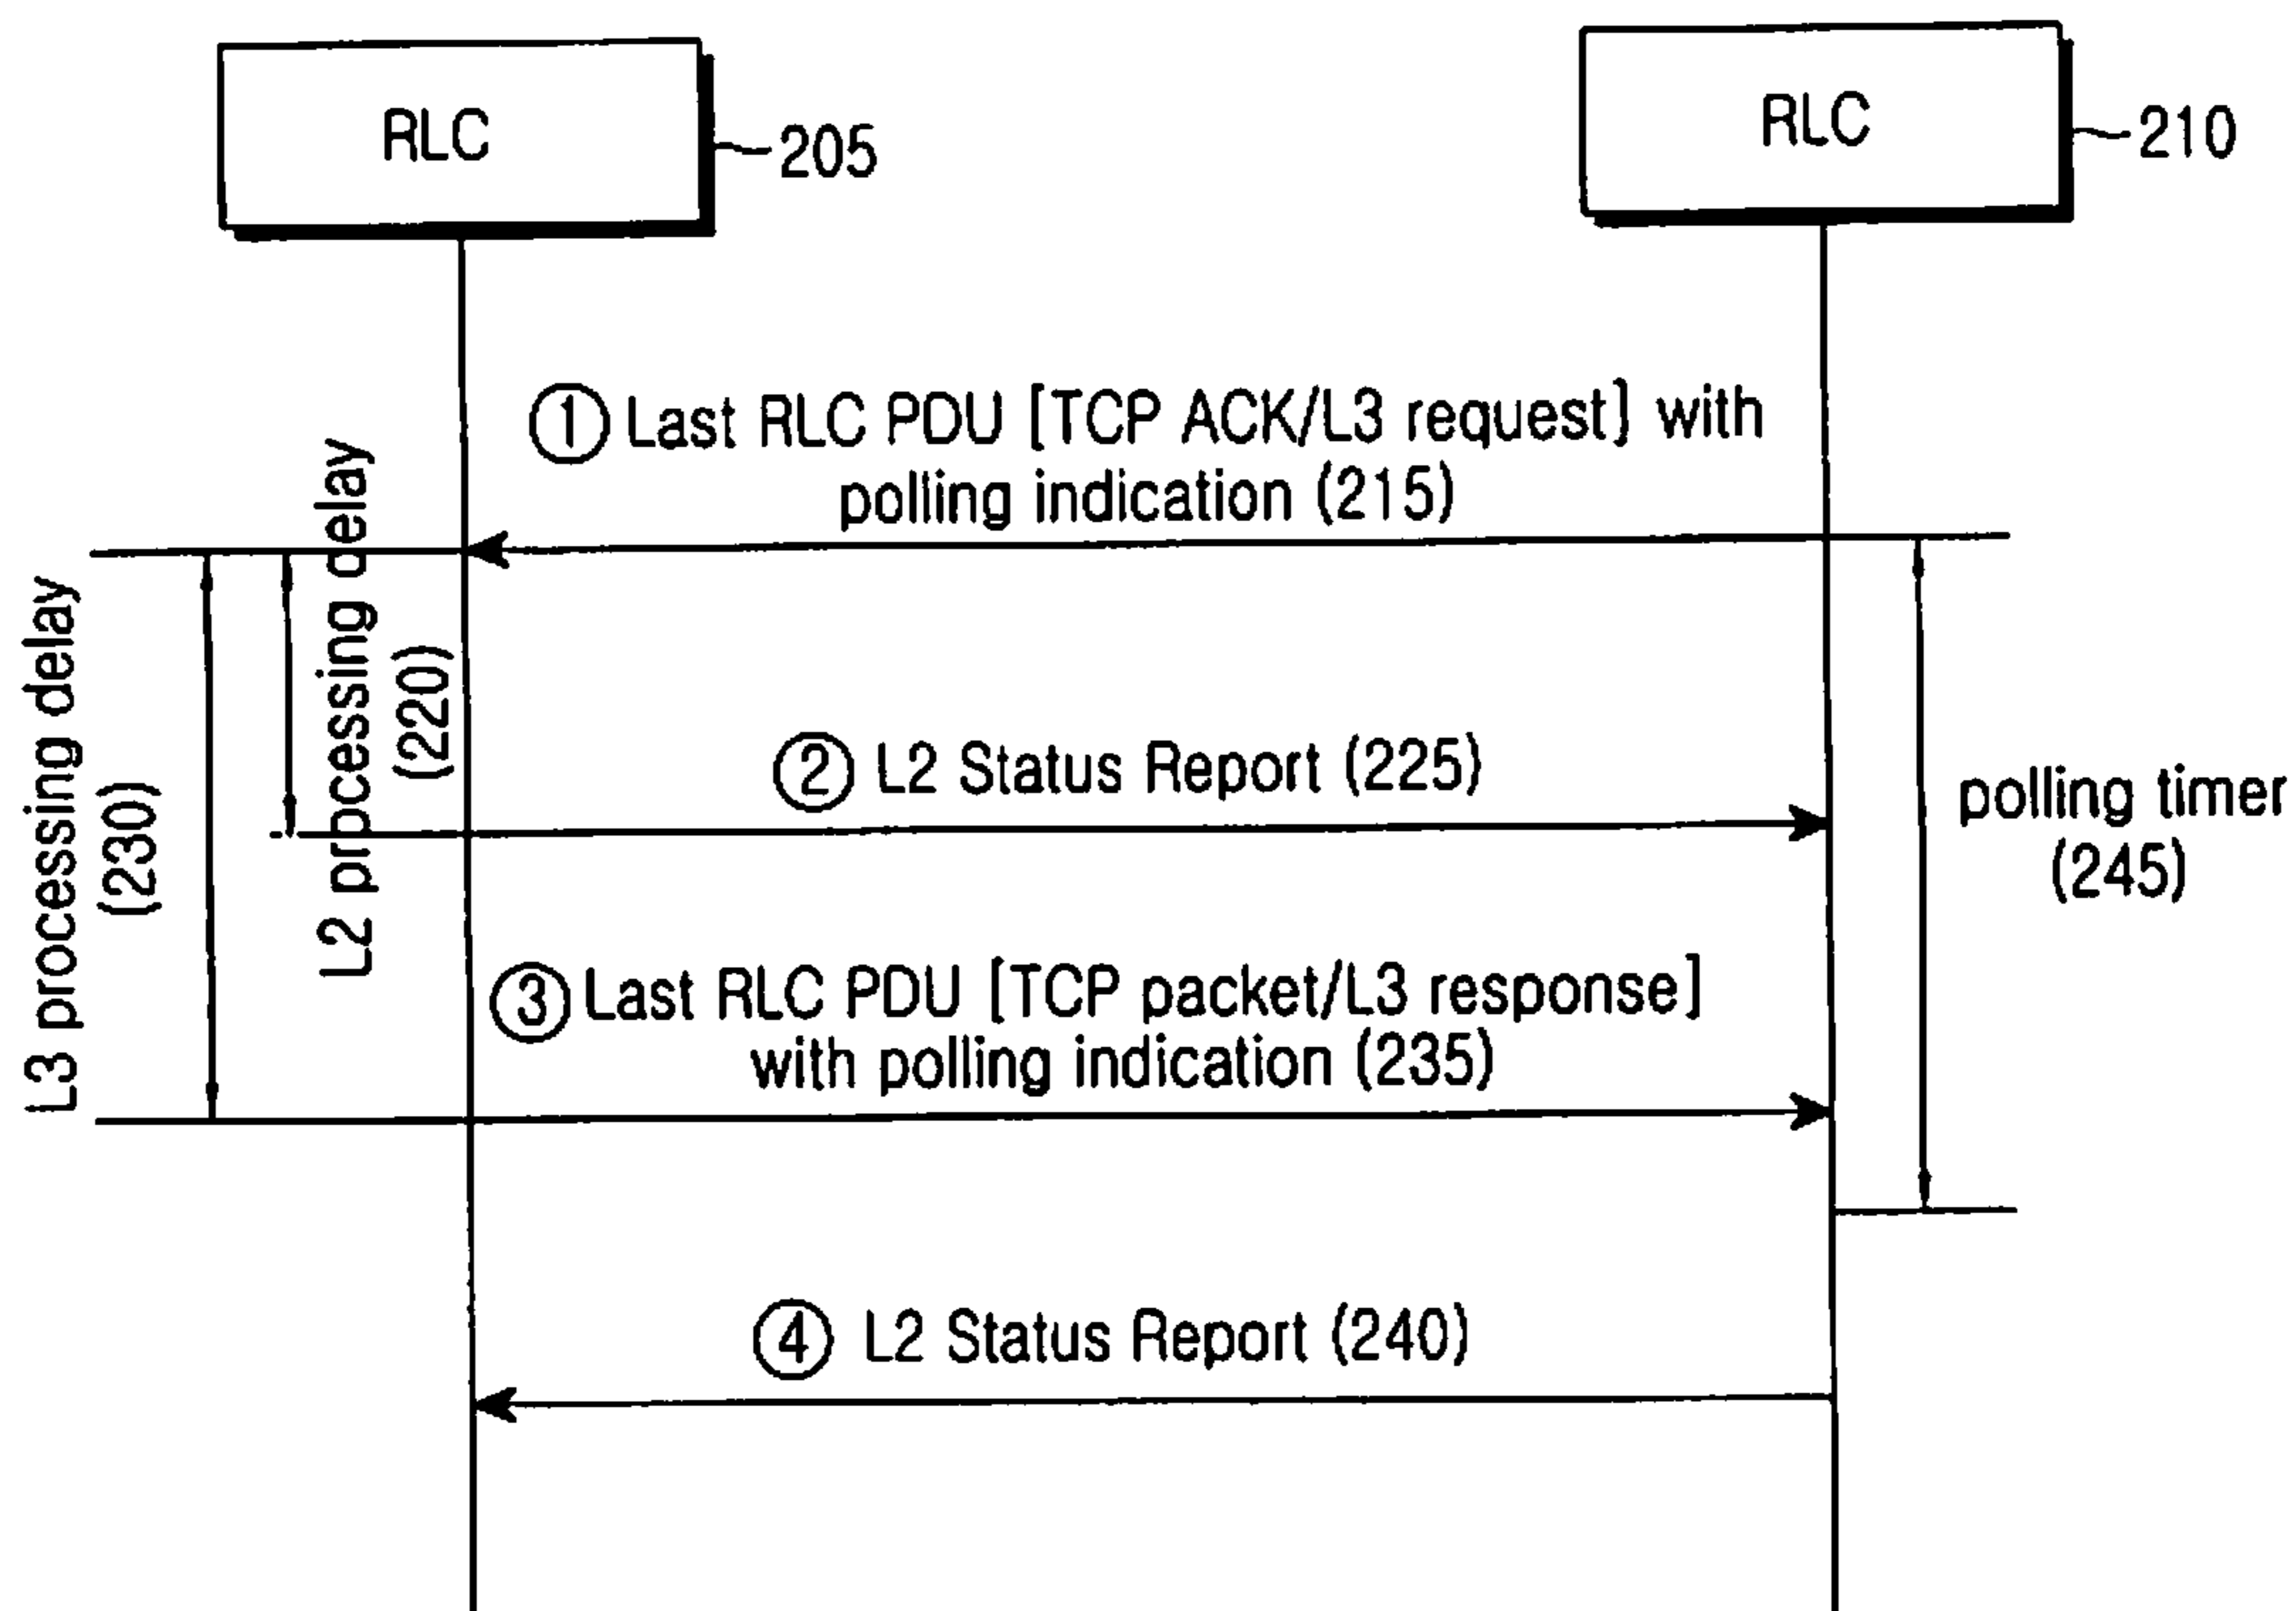 RLC
205
RLC
210
① Last RLC PDU [TCP ACK/L3 request] with
polling indication (215)
L2 processing delay
(220)
L3 processing delay
(230)
② L2 Status Report (225)
polling timer
(245)
③ Last RLC PDU [TCP packet/L3 response]
with polling indication (235)
④ L2 Status Report (240)